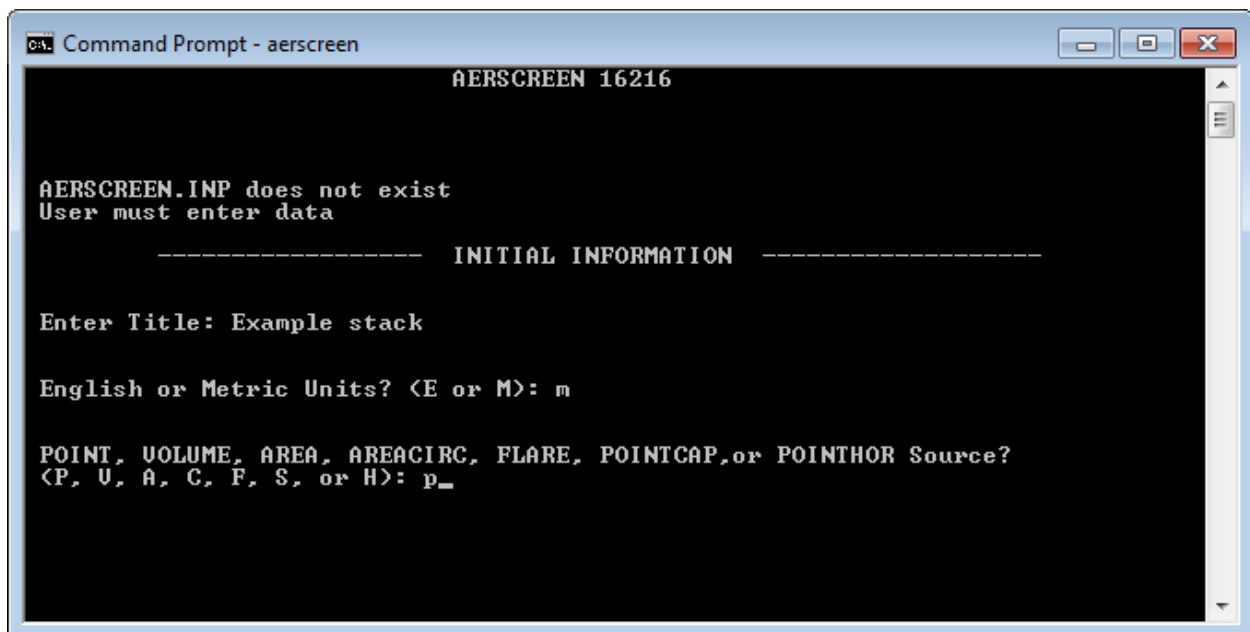 Command Prompt - aerscreen
AERSCREEN 16216
AERSCREEN.INP does not exist
User must enter data
------------------ INITIAL INFORMATION -------------------
Enter Title: Example stack
English or Metric Units? (E or M): m
POINT, VOLUME, AREA, AREACIRC, FLARE, POINTCAP,or POINTHOR Source?
(P, V, A, C, F, S, or H): p_